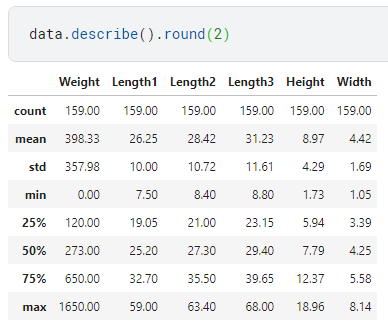 data.describe().round(2)
Weight Length1 Length2 Length3 Height Width
count 159.00 159.00 159.00 159.00 159.00 159.00
mean 398.33 26.25 28.42 31.23 8.97 4.42
std 357.98 10.00 10.72 11.61 4.29 1.69
min 0.00 7.50 8.40 8.80 1.73 1.05
25% 120.00 19.05 21.00 23.15 5.94 3.39
50% 273.00 25.20 27.30 29.40 7.79 4.25
75% 650.00 32.70 35.50 39.65 12.37 5.58
max 1650.00 59.00 63.40 68.00 18.96 8.14